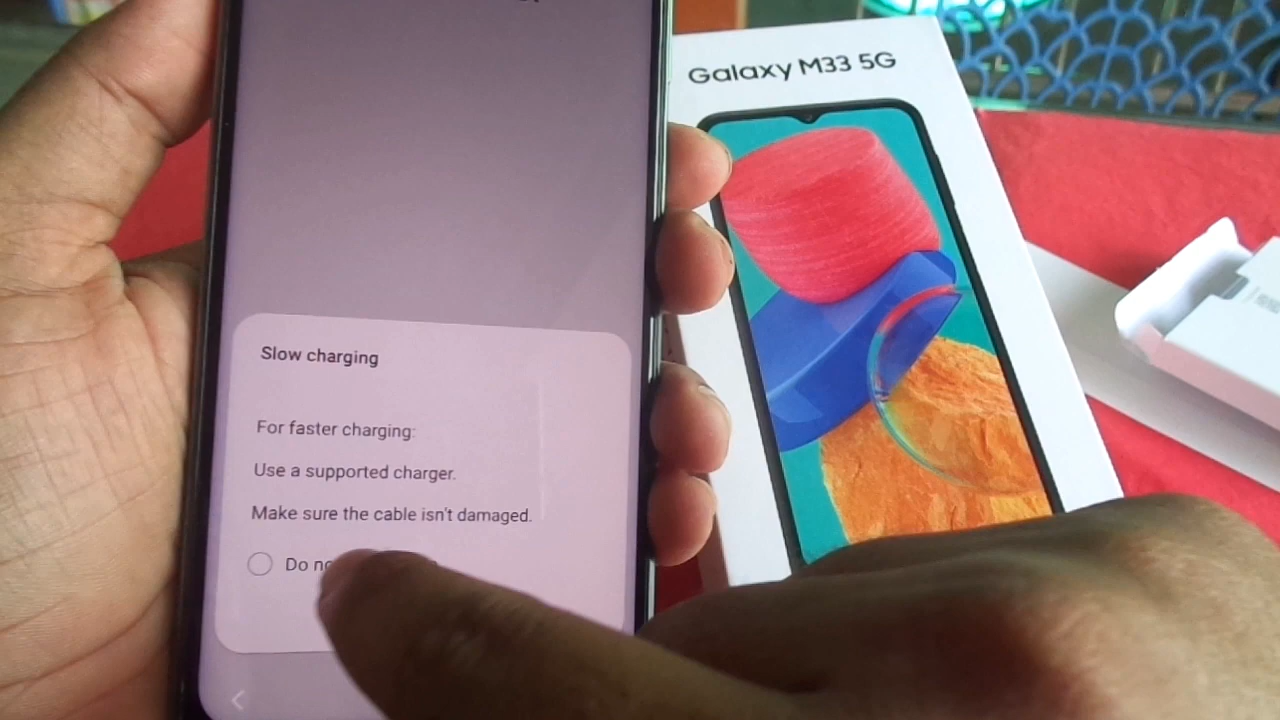 Galaxy M33 5G
Slow charging
For faster charging:
Use a supported charger.
Make sure the cable isn't damaged.
Do